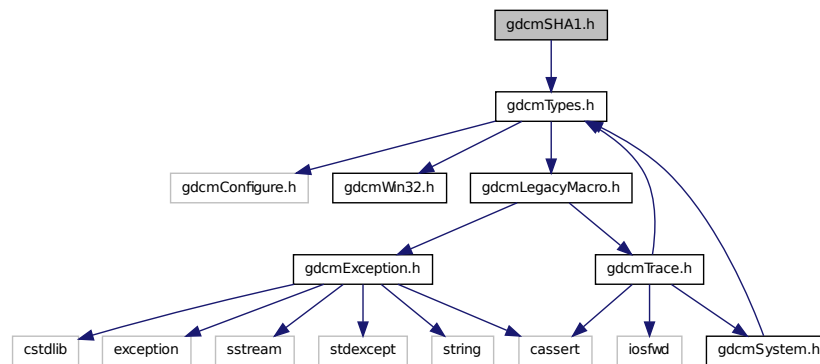 gdcmSHA1.h
gdcmTypes.h
gdcmConfigure.h
gdcmWin32.h
gdcmLegacyMacro.h
gdcmException.h
gdcmTrace.h
cstdlib
exception
sstream
stdexcept
string
cassert
iosfwd
gdcmSystem.h